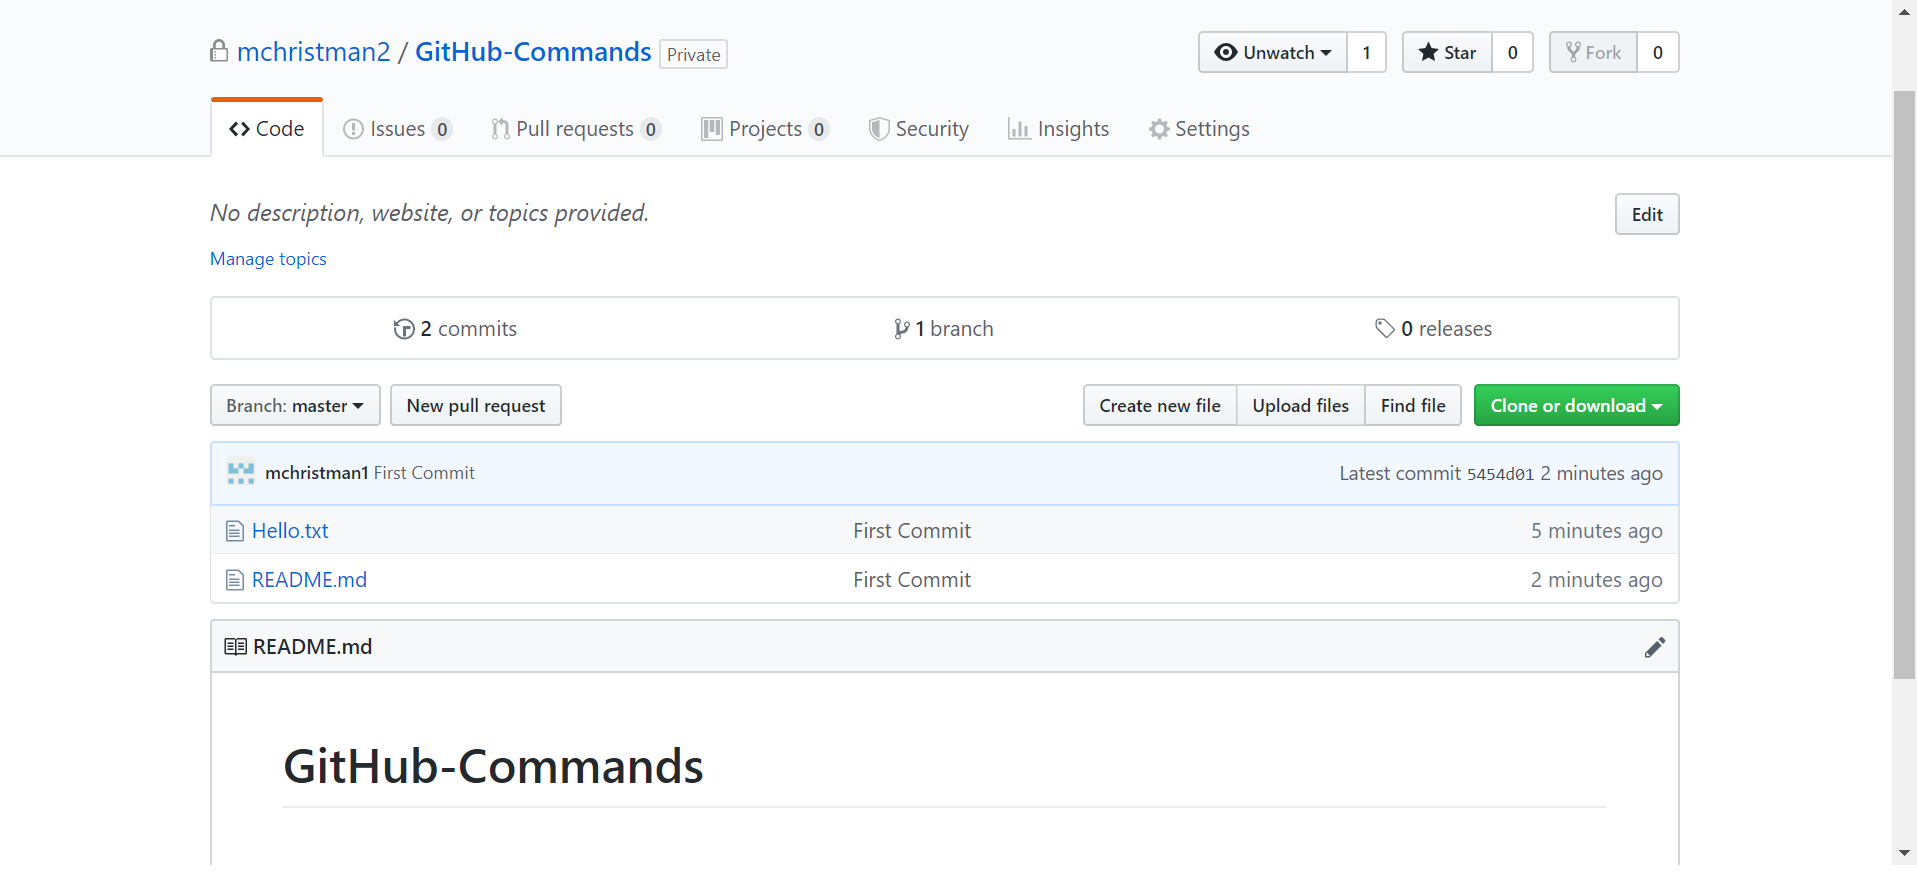 mchristman2 / GitHub-Commands Private Unwatch 1 Star 0 Fork 0
Code Issues 0 Pull requests 0 Projects 0 Security Insights Settings
No description, website, or topics provided. Edit
Manage topics
2 commits 1 branch 0 releases
Branch: master New pull request Create new file Upload files Find file Clone or download
mchristman1 First Commit Latest commit 5454d01 2 minutes ago
Hello.txt First Commit 5 minutes ago
README.md First Commit 2 minutes ago
README.md
GitHub-Commands